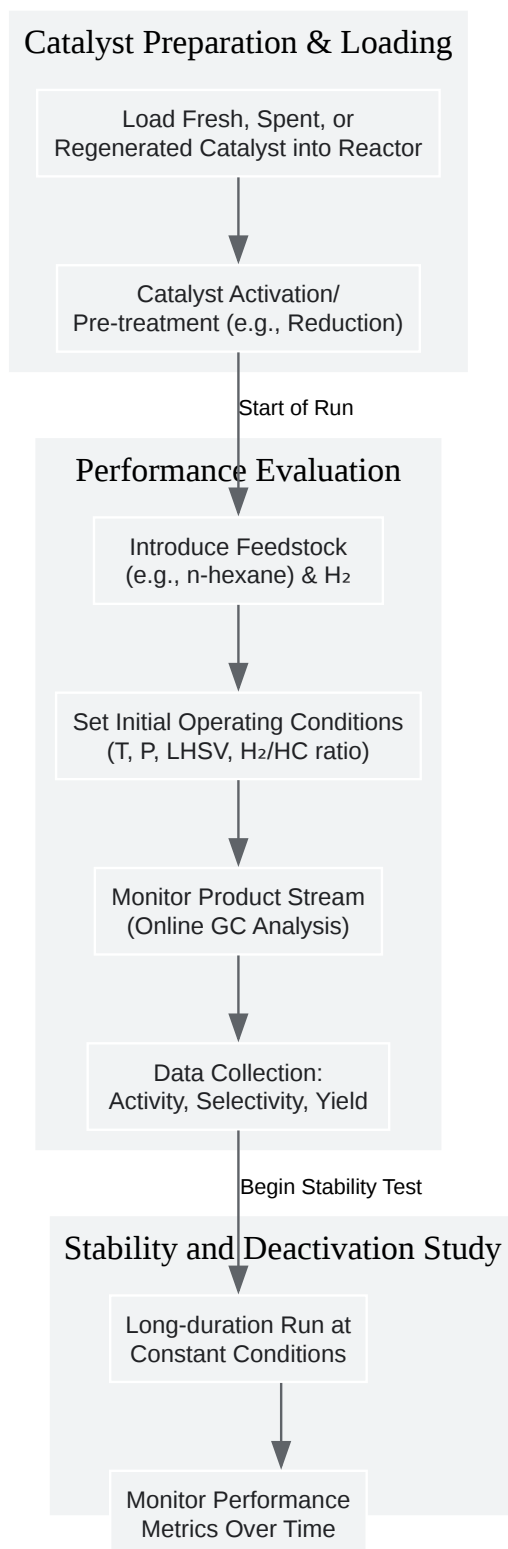 Catalyst Preparation & Loading
Load Fresh, Spent, or
Regenerated Catalyst into Reactor
Catalyst Activation/
Pre-treatment (e.g., Reduction)
Start of Run
Performance Evaluation
Introduce Feedstock
(e.g., n-hexane) & H₂
Set Initial Operating Conditions
(T, P, LHSV, H₂/HC ratio)
Monitor Product Stream
(Online GC Analysis)
Data Collection:
Activity, Selectivity, Yield
Begin Stability Test
Stability and Deactivation Study
Long-duration Run at
Constant Conditions
Monitor Performance
Metrics Over Time